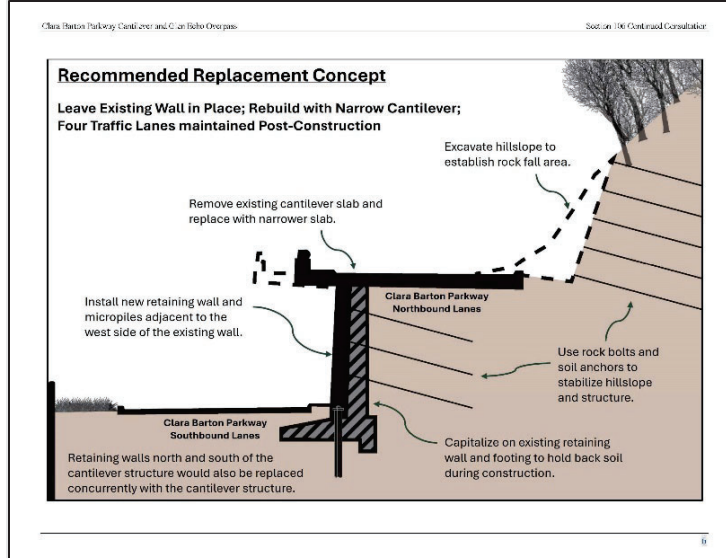 Clara Barton Parkway Cantilever and Glen Echo Overpass
Section 106 Continued Consultation
Recommended Replacement Concept
Leave Existing Wall in Place; Rebuild with Narrow Cantilever;
Four Traffic Lanes maintained Post-Construction
Excavate hillslope to
establish rock fall area.
Remove existing cantilever slab and
replace with narrower slab.
Clara Barton Parkway
Northbound Lanes
Install new retaining wall and
micropiles adjacent to the
west side of the existing wall.
Use rock bolts and
soil anchors to
stabilize hillslope
and structure.
Clara Barton Parkway
Southbound Lanes
Capitalize on existing retaining
wall and footing to hold back soil
during construction.
Retaining walls north and south of the
cantilever structure would also be replaced
concurrently with the cantilever structure.
6